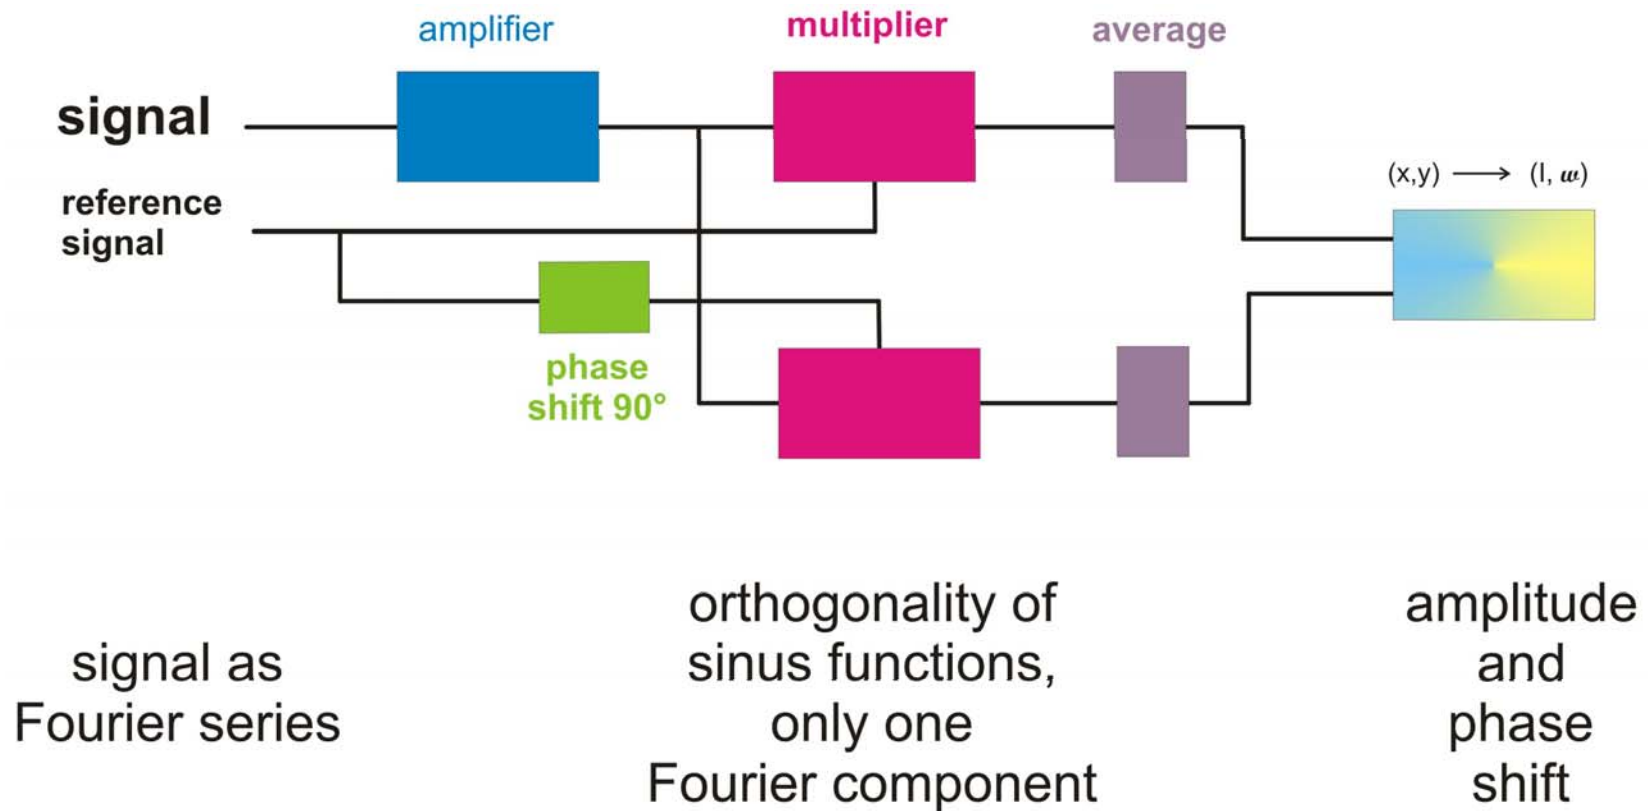 amplifier
multiplier
average
signal
reference
signal
(x,y) ⟶ (I, 𝝍)
phase
shift 90°
signal as
Fourier series
orthogonality of
sinus functions,
only one
Fourier component
amplitude
and
phase
shift